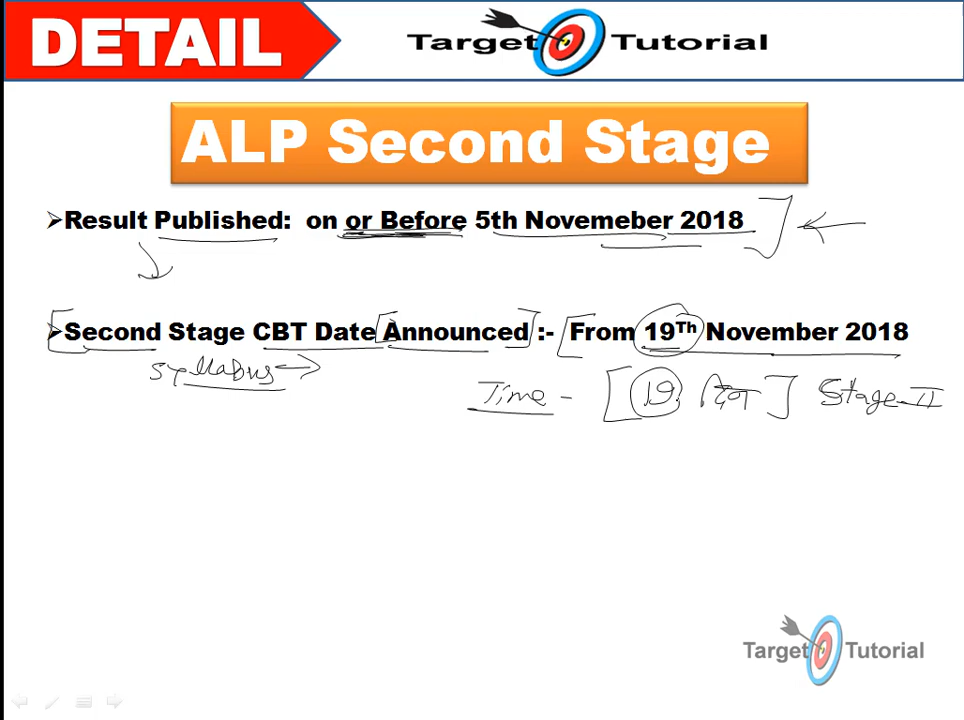 DETAIL
Target Tutorial
ALP Second Stage
➢Result Published: on or Before 5th Novemeber 2018
➢Second Stage CBT Date Announced :- From 19Th November 2018
Syllabus →
Time - [19 दिन] Stage-II
Target Tutorial